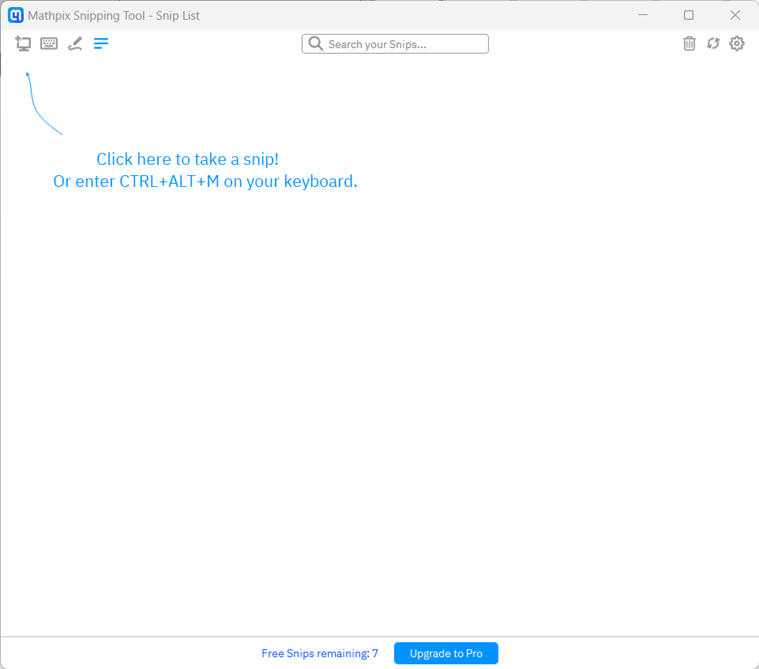 Mathpix Snipping Tool - Snip List
Search your Snips...
Click here to take a snip!
Or enter CTRL+ALT+M on your keyboard.
Free Snips remaining: 7
Upgrade to Pro